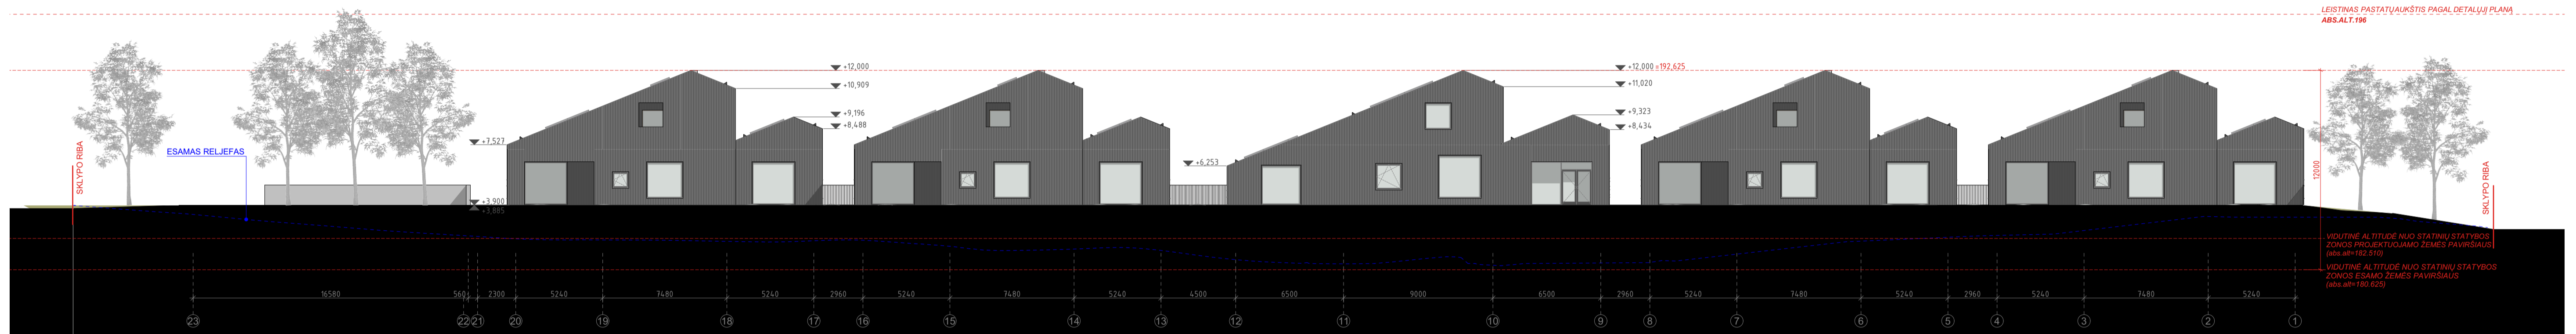 LEISTINAS PASTATŲ AUKŠTIS PAGAL DETALŲJĮ PLANĄ
ABS.ALT.196
+12,000
+10,909
+9,196
+8,488
+7,527
+12,000 =192,625
+11,020
+9,323
+8,434
+6,253
SKLYPO RIBA
ESAMAS RELJEFAS
12000
SKLYPO RIBA
+3,900
+3,885
VIDUTINĖ ALTITUDĖ NUO STATINIŲ STATYBOS
ZONOS PROJEKTUOJAMO ŽEMĖS PAVIRŠIAUS
(abs.alt=182.510)
VIDUTINĖ ALTITUDĖ NUO STATINIŲ STATYBOS
ZONOS ESAMO ŽEMĖS PAVIRŠIAUS
(abs.alt=180.625)
16580 560 2300 5240 7480 5240 2960 5240 7480 5240 4500 6500 9000 6500 2960 5240 7480 5240 2960 5240 7480 5240
23 22 21 20 19 18 17 16 15 14 13 12 11 10 9 8 7 6 5 4 3 2 1